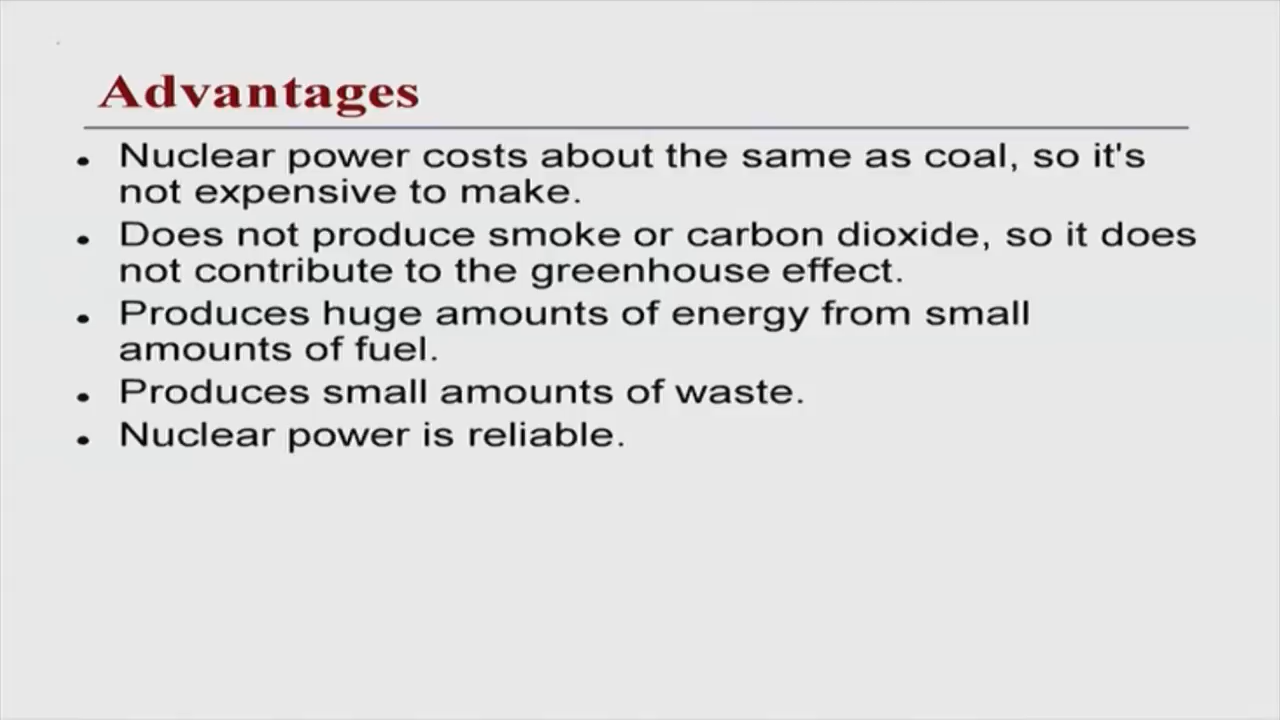 Advantages
• Nuclear power costs about the same as coal, so it's
not expensive to make.
• Does not produce smoke or carbon dioxide, so it does
not contribute to the greenhouse effect.
• Produces huge amounts of energy from small
amounts of fuel.
• Produces small amounts of waste.
• Nuclear power is reliable.